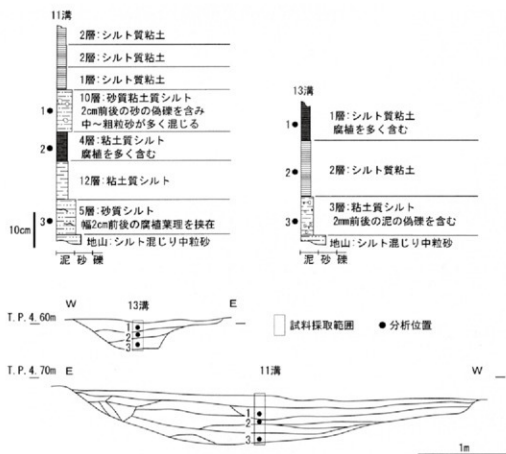 11溝
2層：シルト質粘土
2層：シルト質粘土
1層：シルト質粘土
10層：砂質粘土質シルト
2cm前後の砂の偽礫を含み
中～粗粒砂が多く混じる
4層：粘土質シルト
腐植を多く含む
12層：粘土質シルト
5層：砂質シルト
幅2cm前後の腐植葉理を挟在
地山：シルト混じり中粒砂
1
2
3
10cm
泥 砂 礫
13溝
1層：シルト質粘土
腐植を多く含む
2層：シルト質粘土
3層：粘土質シルト
2mm前後の泥の偽礫を含む
地山：シルト混じり中粒砂
1
2
3
泥 砂 礫
W 13溝 E
T.P.4.60m
1
2
3
試料採取範囲 分析位置
T.P.4.70m E 11溝 W
1
2
3
1m